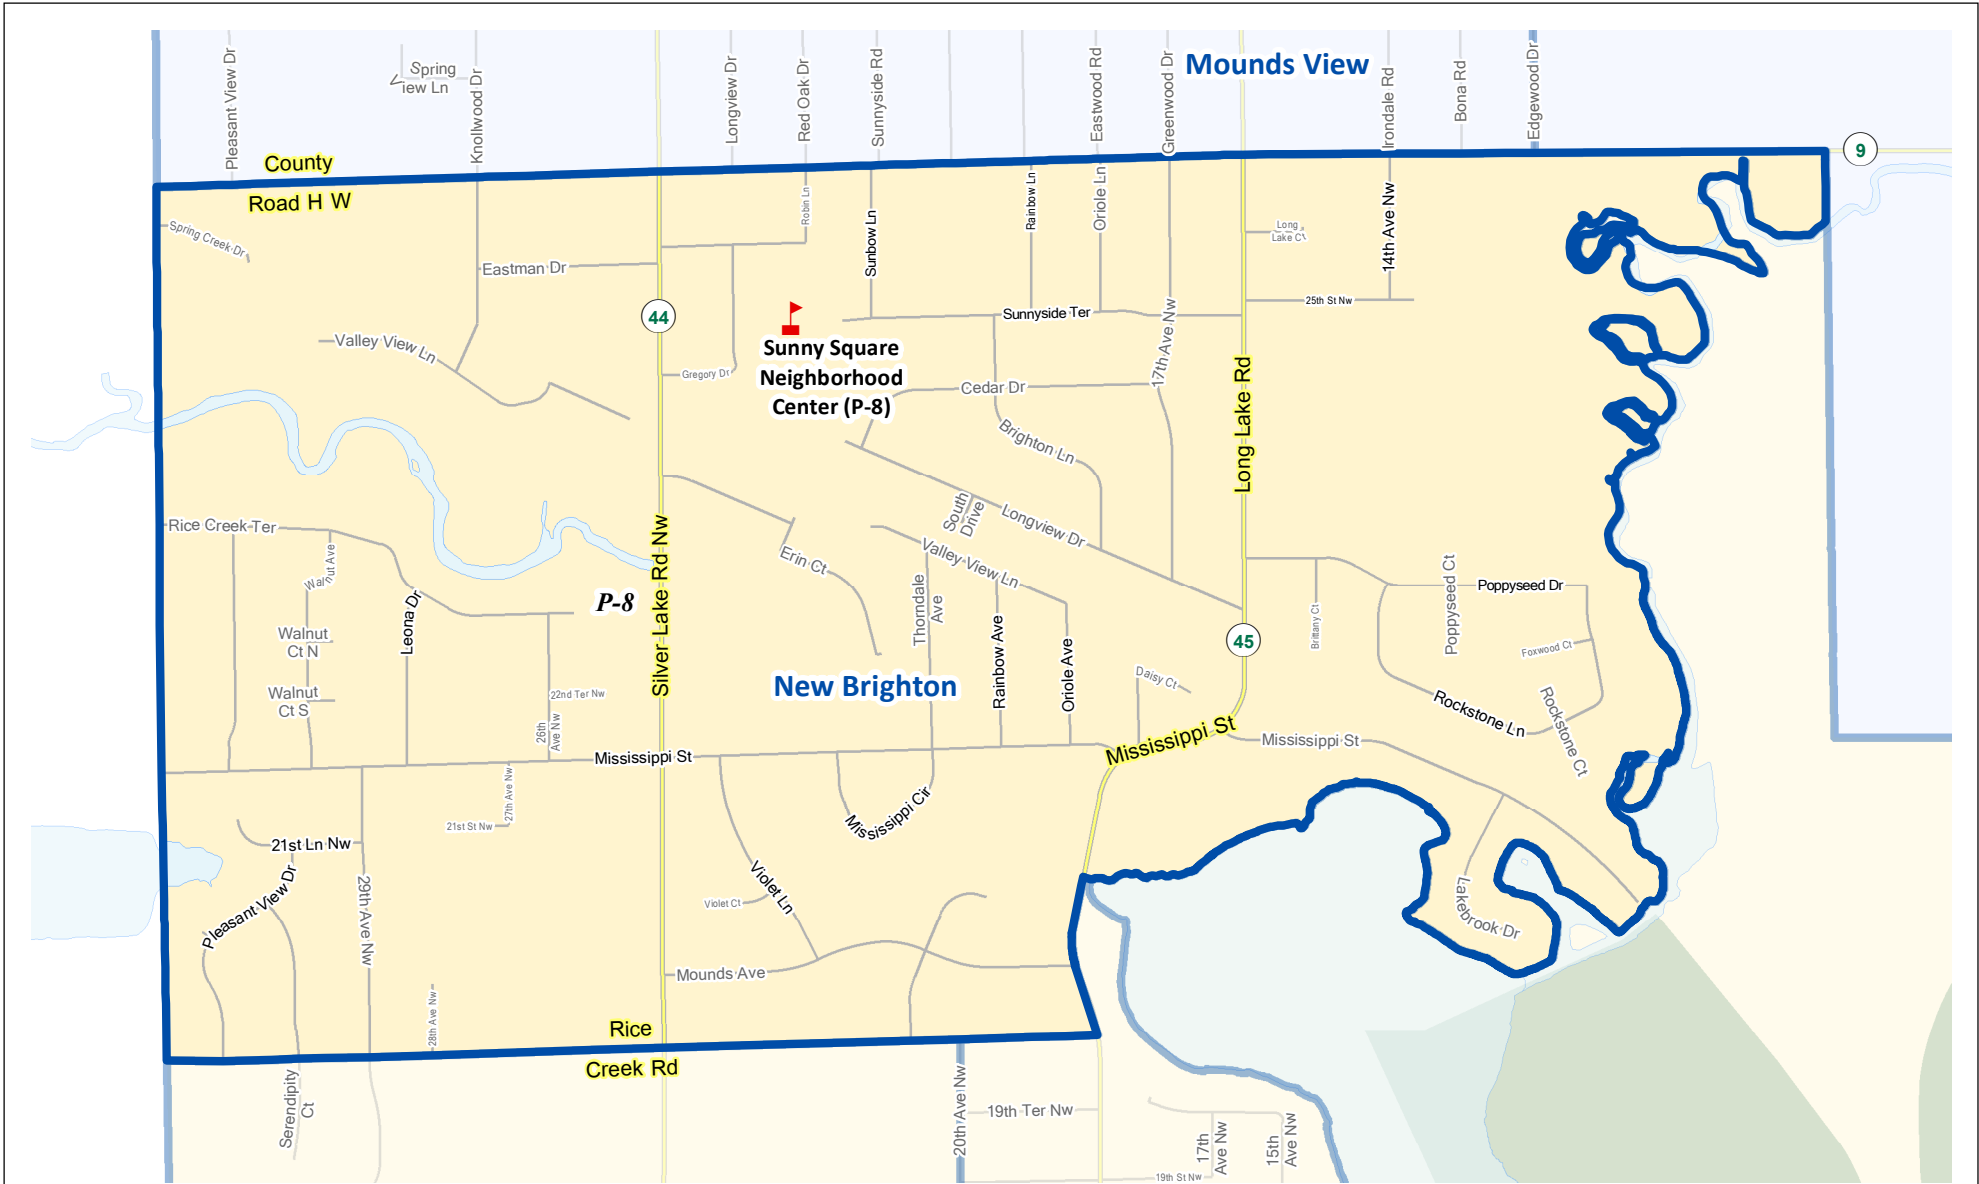 Mounds View
Pleasant View Dr
Spring
View Ln
Knollwood Dr
Longview Dr
Red Oak Dr
Sunnyside Rd
Eastwood Rd
Greenwood Dr
Irondale Rd
Bona Rd
Edgewood Dr
9
County
Road H W
Spring Creek Dr
Eastman Dr
Robin Ln
Sunbow Ln
Rainbow Ln
Oriole Ln
Long
Lake Ct
14th Ave Nw
25th St Nw
Sunnyside Ter
44
Valley View Ln
Gregory Dr
Sunny Square
Neighborhood
Center (P-8)
Cedar Dr
17th Ave Nw
Long Lake Rd
Brighton Ln
South
Drive
Longview Dr
Rice Creek Ter
Walnut Ave
Erin Ct
Valley View Ln
Thorndale
Ave
P-8
Silver Lake Rd Nw
Leona Dr
Walnut
Ct N
Walnut
Ct S
22nd Ter Nw
26th
Ave Nw
New Brighton
Rainbow Ave
Oriole Ave
Daisy Ct
45
Brittany Ct
Poppyseed Ct
Poppyseed Dr
Foxwood Ct
Rockstone Ln
Rockstone Ct
Mississippi St
Mississippi St
Mississippi St
27th Ave Nw
21st St Nw
21st Ln Nw
Pleasant View Dr
29th Ave Nw
Mississippi Cir
Violet Ln
Violet Ct
Lakebrook Dr
Mounds Ave
28th Ave Nw
Rice
Creek Rd
Serendipity
Ct
20th Ave Nw
19th Ter Nw
17th
Ave Nw
15th
Ave Nw
19th St Nw